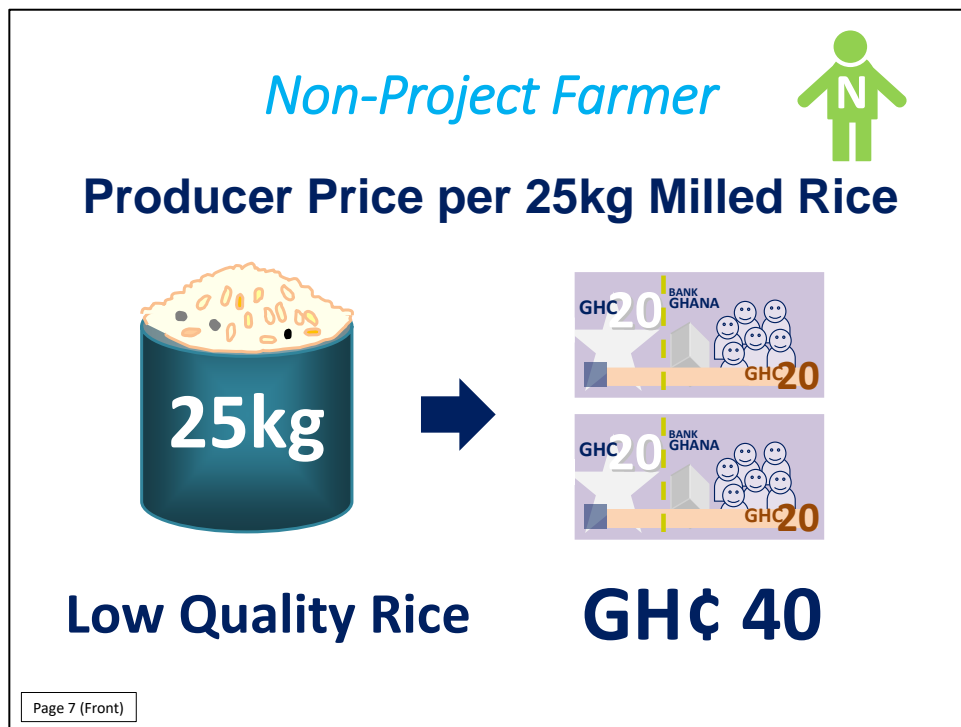 Non-Project Farmer
N
Producer Price per 25kg Milled Rice
25kg
GHC 20 BANK
GHANA
GHC 20
GHC 20 BANK
GHANA
GHC 20
Low Quality Rice
GH¢ 40
Page 7 (Front)